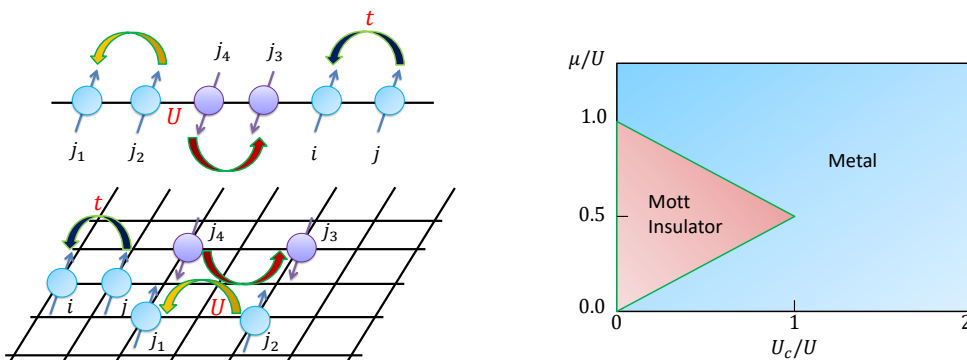 t
j₄ j₃
U
j₁ j₂ i j
t
j₄ j₃
i j U
j₁ j₂
μ/U
1.0
Metal
Mott
Insulator
0.5
0.0
0 1 2
U_c/U